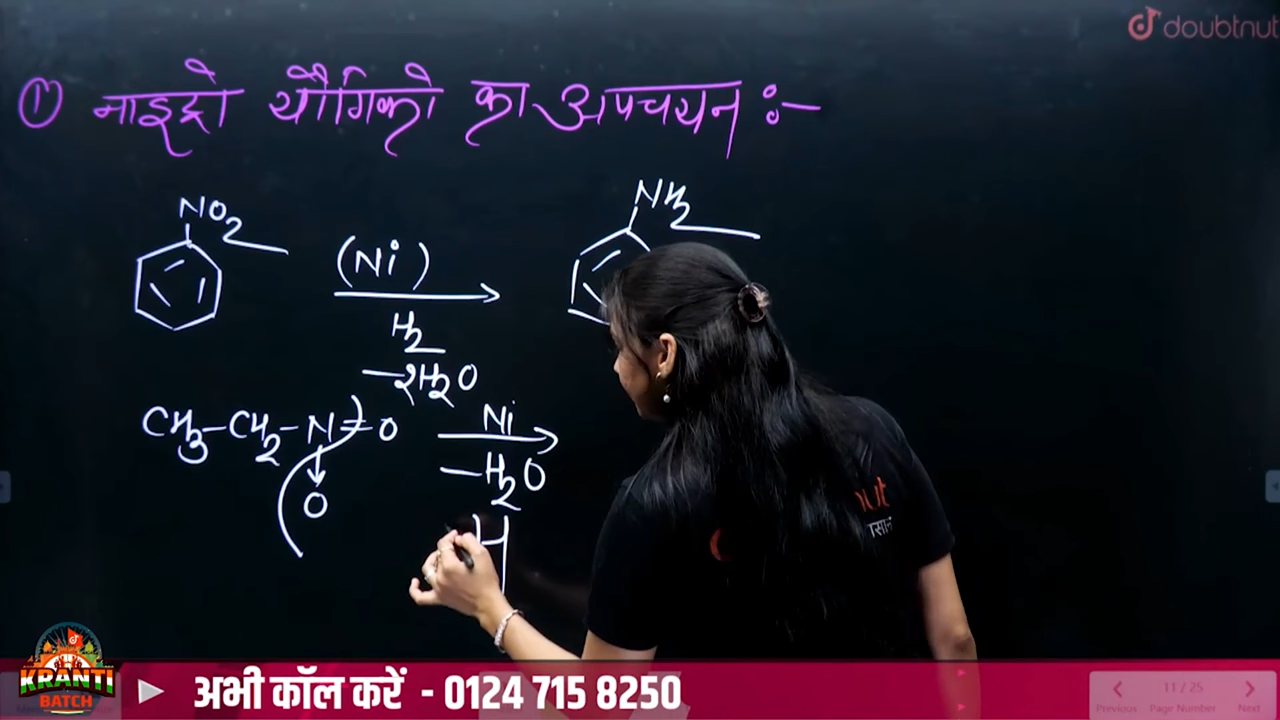 doubtnut
① नाइट्रो यौगिको का अपचयन :-
NO2
NH2
(Ni)
H2
-2H2O
CH3-CH2-N=O
O
Ni
-H2O
H
KRANTI
BATCH
अभी कॉल करें - 0124 715 8250
11 / 25
Previous Page Number Next